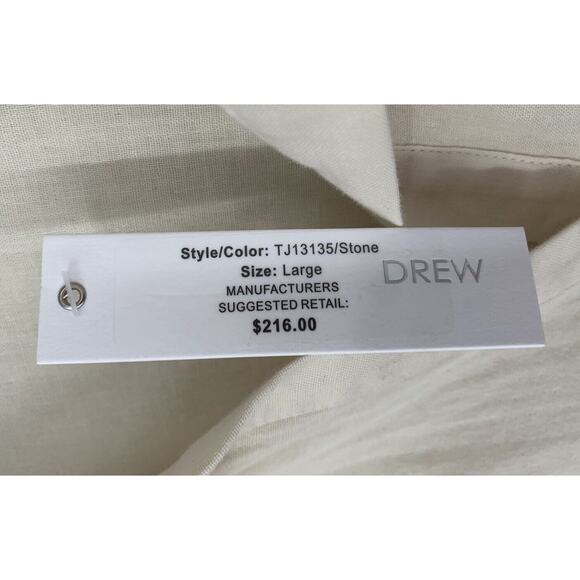 Style/Color: TJ13135/Stone
Size: Large
MANUFACTURERS
SUGGESTED RETAIL:
$216.00
DREW